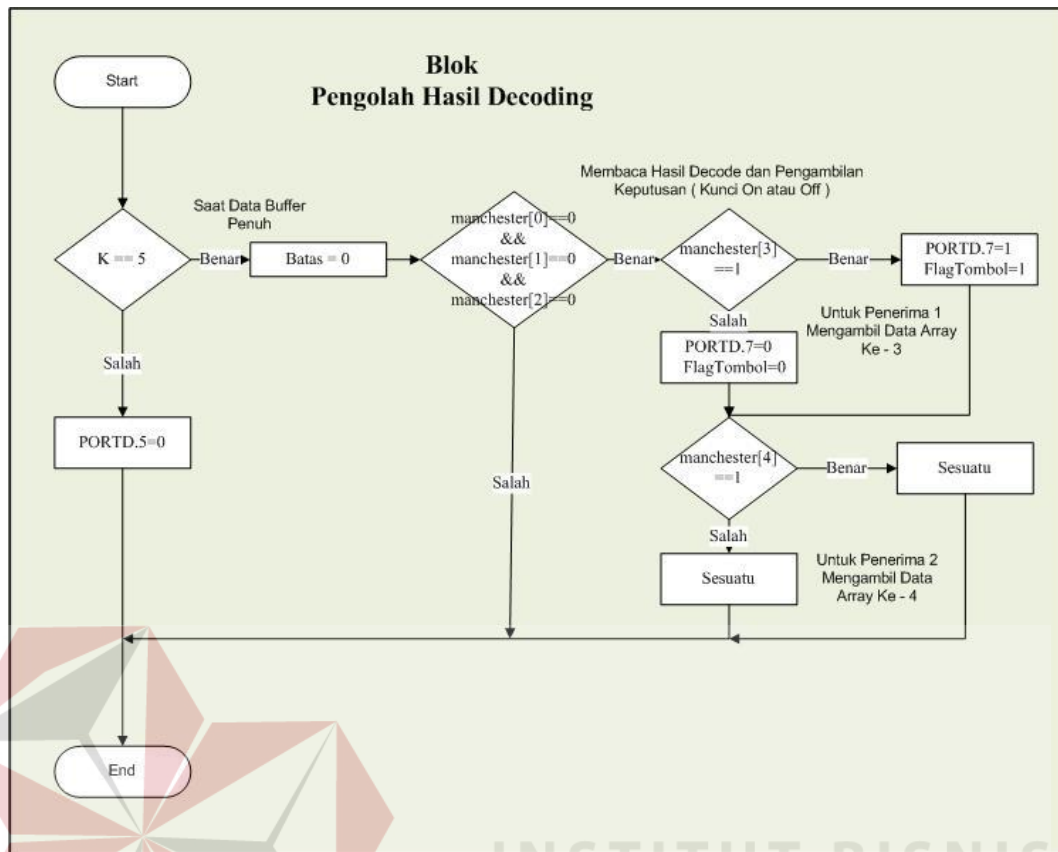 Blok
Pengolah Hasil Decoding
Start
K == 5
Saat Data Buffer
Penuh
Benar
Batas = 0
manchester[0]==0
&&
manchester[1]==0
&&
manchester[2]==0
Benar
Membaca Hasil Decode dan Pengambilan
Keputusan ( Kunci On atau Off )
manchester[3]
==1
Benar
PORTD.7=1
FlagTombol=1
Untuk Penerima 1
Mengambil Data Array
Ke - 3
Salah
PORTD.7=0
FlagTombol=0
Salah
PORTD.5=0
Salah
manchester[4]
==1
Benar
Sesuatu
Salah
Sesuatu
Untuk Penerima 2
Mengambil Data
Array Ke - 4
End
INSTITUT BISNIS